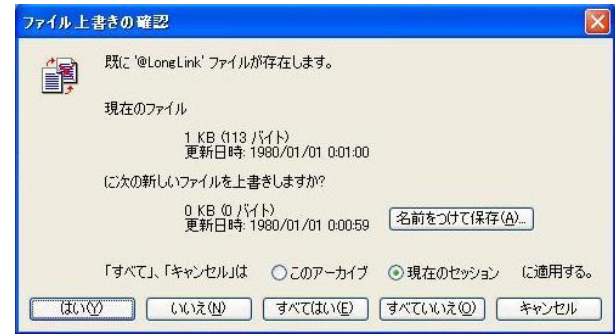 ファイル上書きの確認
既に '@LongLink' ファイルが存在します。
現在のファイル
1 KB (113 バイト)
更新日時: 1980/01/01 0:01:00
に次の新しいファイルを上書きしますか?
0 KB (0 バイト)
更新日時: 1980/01/01 0:00:59
名前をつけて保存(A)...
「すべて」、「キャンセル」は ○このアーカイブ ◉現在のセッション に適用する。
はい(Y) いいえ(N) すべてはい(E) すべていいえ(O) キャンセル